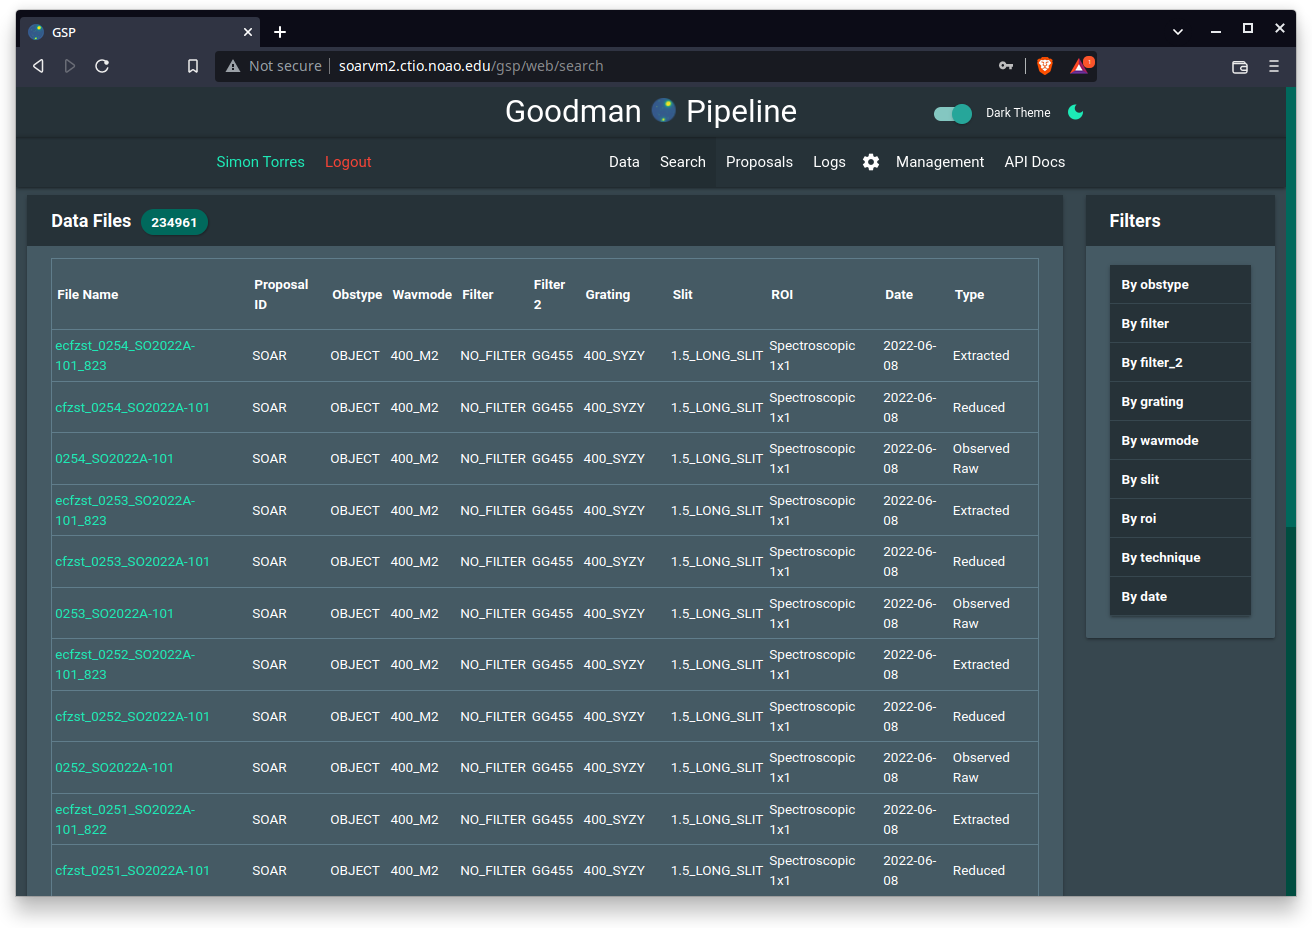 GSP
Not secure soarvm2.ctio.noao.edu/gsp/web/search
1
Goodman Pipeline
Dark Theme
Simon Torres Logout Data Search Proposals Logs Management API Docs
Data Files 234961
Filters
File Name Proposal ID Obstype Wavmode Filter Filter 2 Grating Slit ROI Date Type
ecfzst_0254_SO2022A-101_823 SOAR OBJECT 400_M2 NO_FILTER GG455 400_SYZY 1.5_LONG_SLIT Spectroscopic 1x1 2022-06-08 Extracted
cfzst_0254_SO2022A-101 SOAR OBJECT 400_M2 NO_FILTER GG455 400_SYZY 1.5_LONG_SLIT Spectroscopic 1x1 2022-06-08 Reduced
0254_SO2022A-101 SOAR OBJECT 400_M2 NO_FILTER GG455 400_SYZY 1.5_LONG_SLIT Spectroscopic 1x1 2022-06-08 Observed Raw
ecfzst_0253_SO2022A-101_823 SOAR OBJECT 400_M2 NO_FILTER GG455 400_SYZY 1.5_LONG_SLIT Spectroscopic 1x1 2022-06-08 Extracted
cfzst_0253_SO2022A-101 SOAR OBJECT 400_M2 NO_FILTER GG455 400_SYZY 1.5_LONG_SLIT Spectroscopic 1x1 2022-06-08 Reduced
0253_SO2022A-101 SOAR OBJECT 400_M2 NO_FILTER GG455 400_SYZY 1.5_LONG_SLIT Spectroscopic 1x1 2022-06-08 Observed Raw
ecfzst_0252_SO2022A-101_823 SOAR OBJECT 400_M2 NO_FILTER GG455 400_SYZY 1.5_LONG_SLIT Spectroscopic 1x1 2022-06-08 Extracted
cfzst_0252_SO2022A-101 SOAR OBJECT 400_M2 NO_FILTER GG455 400_SYZY 1.5_LONG_SLIT Spectroscopic 1x1 2022-06-08 Reduced
0252_SO2022A-101 SOAR OBJECT 400_M2 NO_FILTER GG455 400_SYZY 1.5_LONG_SLIT Spectroscopic 1x1 2022-06-08 Observed Raw
ecfzst_0251_SO2022A-101_822 SOAR OBJECT 400_M2 NO_FILTER GG455 400_SYZY 1.5_LONG_SLIT Spectroscopic 1x1 2022-06-08 Extracted
cfzst_0251_SO2022A-101 SOAR OBJECT 400_M2 NO_FILTER GG455 400_SYZY 1.5_LONG_SLIT Spectroscopic 1x1 2022-06-08 Reduced
By obstype
By filter
By filter_2
By grating
By wavmode
By slit
By roi
By technique
By date